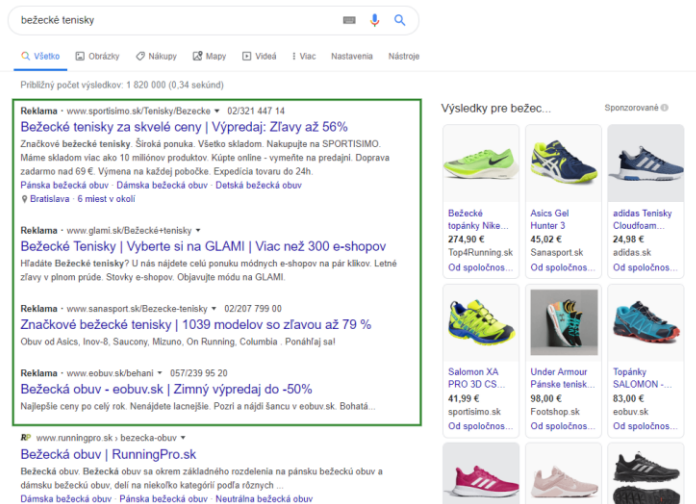 bežecké tenisky
Všetko Obrázky Nákupy Mapy Videá Viac Nastavenia Nástroje
Približný počet výsledkov: 1 820 000 (0,34 sekúnd)
Reklama · www.sportisimo.sk/Tenisky/Bezecke 02/321 447 14
Bežecké tenisky za skvelé ceny | Výpredaj: Zľavy až 56%
Značkové bežecké tenisky. Široká ponuka. Všetko skladom. Nakupujte na SPORTISIMO.
Máme skladom viac ako 10 miliónov produktov. Kúpte online - vymeňte na predajni. Doprava
zadarmo nad 69 €. Výmena na každej pobočke. Expedícia tovaru do 24h.
Pánska bežecká obuv · Dámska bežecká obuv · Detská bežecká obuv
Bratislava · 6 miest v okolí
Reklama · www.glami.sk/Bežecké+tenisky
Bežecké Tenisky | Vyberte si na GLAMI | Viac než 300 e-shopov
Hľadáte Bežecké tenisky? U nás nájdete celú ponuku módnych e-shopov na pár klikov. Letné
zľavy v plnom prúde. Stovky e-shopov. Objavujte módu na GLAMI.
Reklama · www.sanasport.sk/Bezecke-tenisky 02/207 799 00
Značkové bežecké tenisky | 1039 modelov so zľavou až 79 %
Obuv od Asics, Inov-8, Saucony, Mizuno, On Running, Columbia . Ponáhľaj sa!
Reklama · www.eobuv.sk/behani 057/239 95 20
Bežecká obuv - eobuv.sk | Zimný výpredaj do -50%
Najlepšie ceny po celý rok. Nenájdete lacnejšie. Pozri a nájdi šancu v eobuv.sk. Bohatá...
RP www.runningpro.sk › bezecka-obuv
Bežecká obuv | RunningPro.sk
Bežecká obuv. Bežecká obuv sa okrem základného rozdelenia na pánsku bežeckú obuv a
dámsku bežeckú obuv, delí na niekoľko kategórií podľa rôznych ...
Dámska bežecká obuv · Pánska bežecká obuv · Neutrálna bežecká obuv
Výsledky pre bežec... Sponzorované
Bežecké
topánky Nike...
274,90 €
Top4Running.sk
Od spoločnos...
Asics Gel
Hunter 3
45,02 €
Sanasport.sk
Od spoločnos...
adidas Tenisky
Cloudfoam...
24,98 €
adidas.sk
Od spoločnos...
Salomon XA
PRO 3D CS...
41,99 €
sportisimo.sk
Od spoločnos...
Under Armour
Pánske tenisk...
98,00 €
Footshop.sk
Od spoločnos...
Topánky
SALOMON -...
83,00 €
eobuv.sk
Od spoločnos...